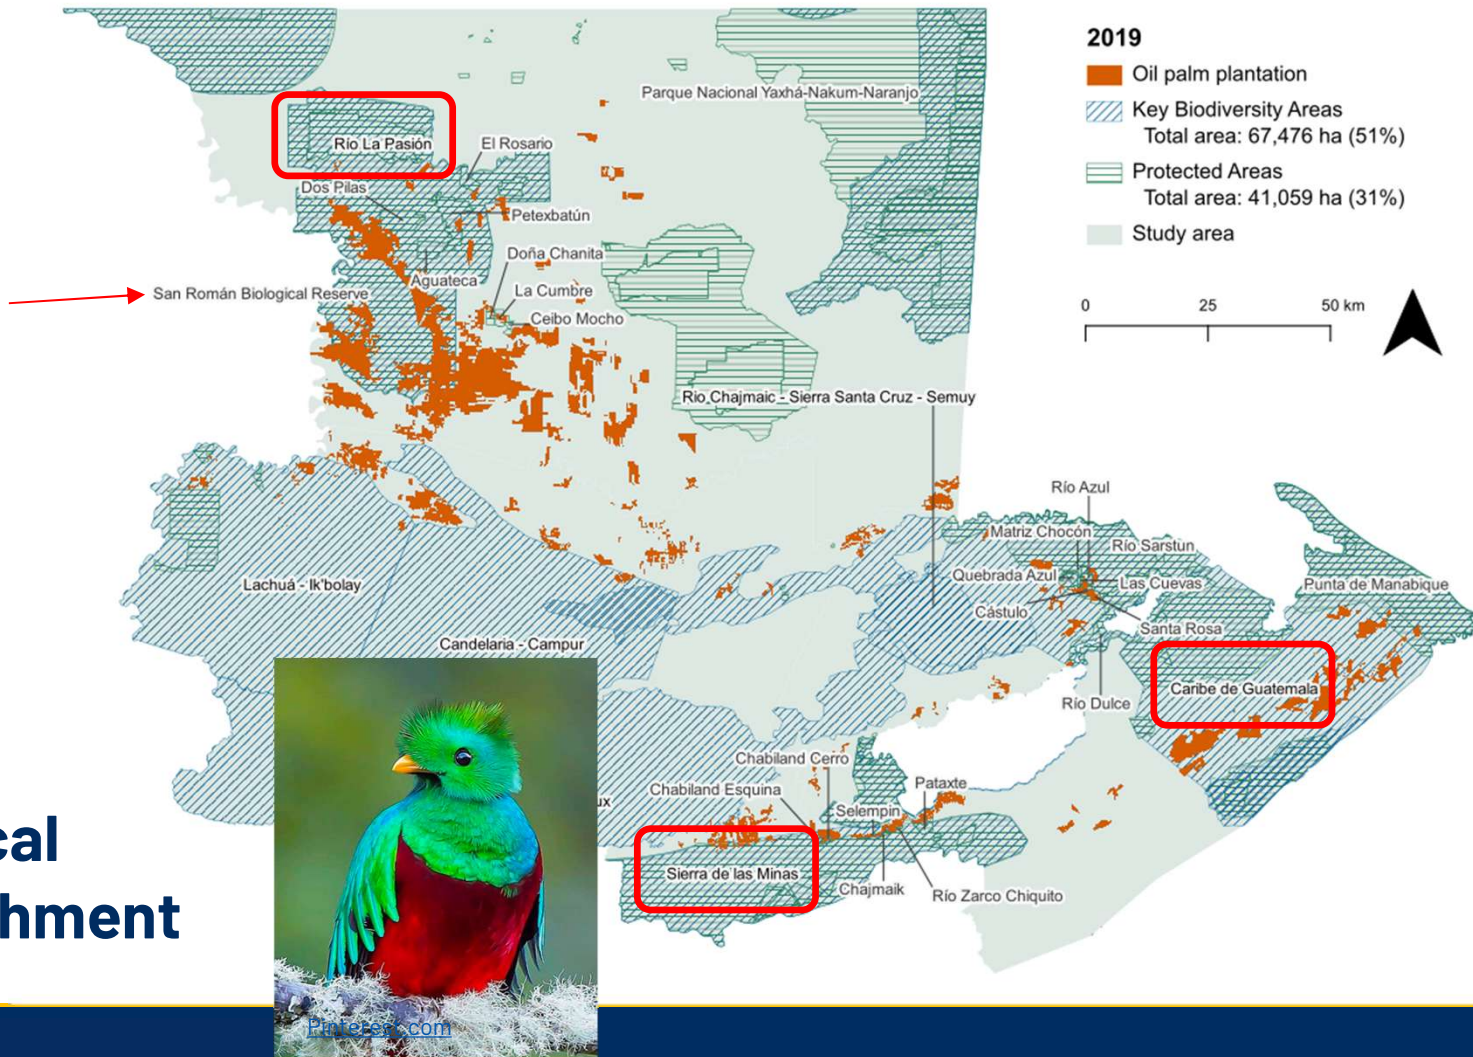 2019
Oil palm plantation
Key Biodiversity Areas
Total area: 67,476 ha (51%)
Protected Areas
Total area: 41,059 ha (31%)
Study area
0 25 50 km
Parque Nacional Yaxhá-Nakum-Naranjo
Río La Pasión
El Rosario
Dos Pilas
Petexbatún
Doña Chanita
Aguateca
La Cumbre
San Román Biological Reserve
Ceibo Mocho
Rio Chajmaic - Sierra Santa Cruz - Semuy
Río Azul
Matriz Chocón
Río Sarstun
Quebrada Azul
Las Cuevas
Punta de Manabique
Lachuá - Ik'bolay
Cástulo
Santa Rosa
Candelaria - Campur
Caribe de Guatemala
Río Dulce
Chabiland Cerro
Chabiland Esquina
Pataxte
ux
Selempin
Sierra de las Minas
Chajmaik
Río Zarco Chiquito
cal
hment
Pinterest.com